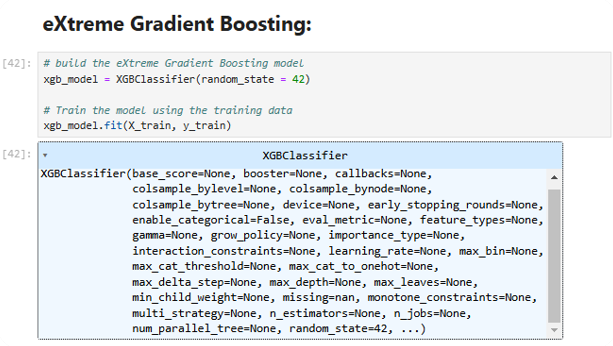 eXtreme Gradient Boosting:
[42]: # build the eXtreme Gradient Boosting model
xgb_model = XGBClassifier(random_state = 42)
# Train the model using the training data
xgb_model.fit(X_train, y_train)
[42]: XGBClassifier
XGBClassifier(base_score=None, booster=None, callbacks=None,
colsample_bylevel=None, colsample_bynode=None,
colsample_bytree=None, device=None, early_stopping_rounds=None,
enable_categorical=False, eval_metric=None, feature_types=None,
gamma=None, grow_policy=None, importance_type=None,
interaction_constraints=None, learning_rate=None, max_bin=None,
max_cat_threshold=None, max_cat_to_onehot=None,
max_delta_step=None, max_depth=None, max_leaves=None,
min_child_weight=None, missing=nan, monotone_constraints=None,
multi_strategy=None, n_estimators=None, n_jobs=None,
num_parallel_tree=None, random_state=42, ...)